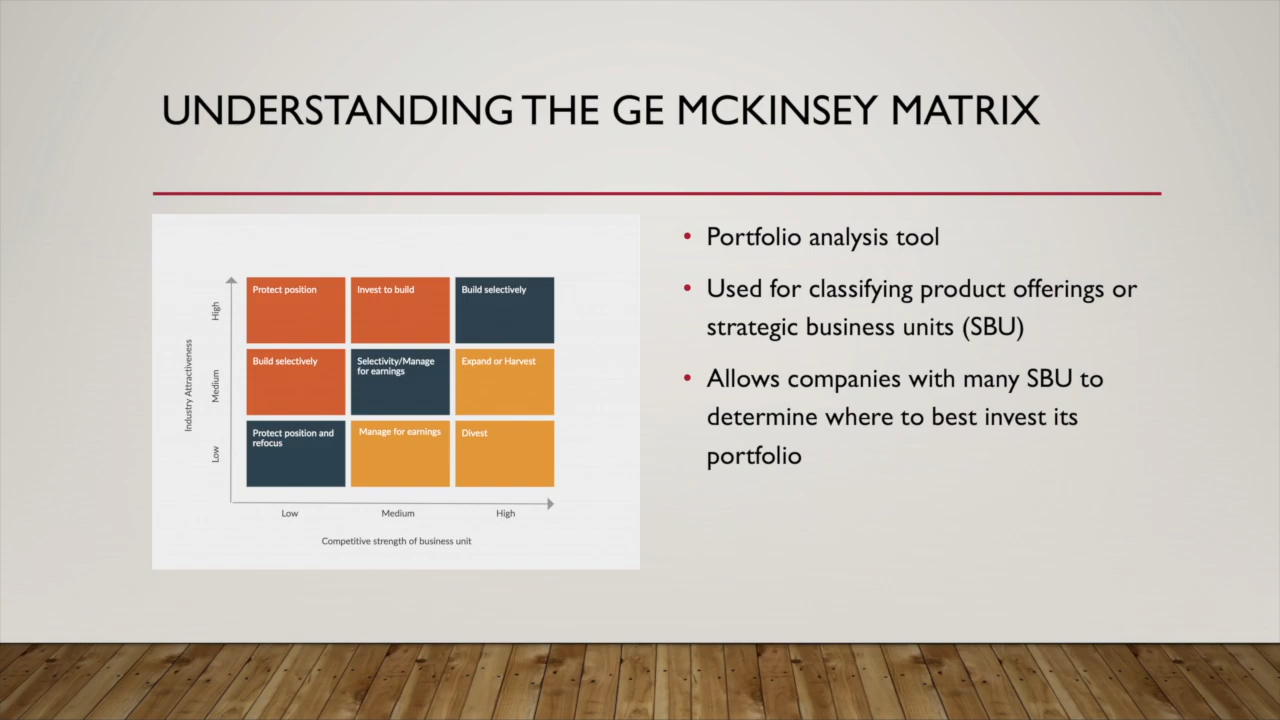 UNDERSTANDING THE GE MCKINSEY MATRIX
Industry Attractiveness
High
Medium
Low
Protect position
Invest to build
Build selectively
Build selectively
Selectivity/Manage
for earnings
Expand or Harvest
Protect position and
refocus
Manage for earnings
Divest
Low
Medium
High
Competitive strength of business unit
• Portfolio analysis tool
• Used for classifying product offerings or
strategic business units (SBU)
• Allows companies with many SBU to
determine where to best invest its
portfolio